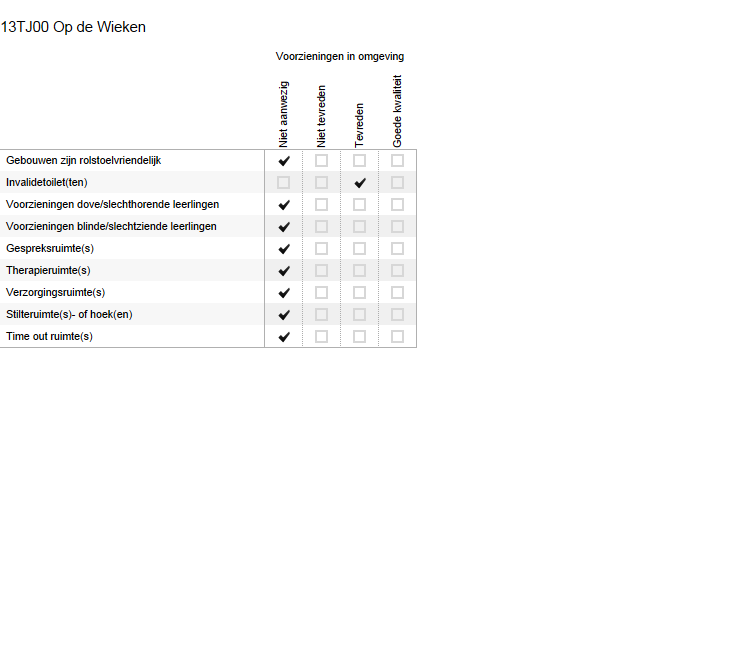 13TJ00 Op de Wieken
Voorzieningen in omgeving
Niet aanwezig
Niet tevreden
Tevreden
Goede kwaliteit
Gebouwen zijn rolstoelvriendelijk
Invalidetoilet(ten)
Voorzieningen dove/slechthorende leerlingen
Voorzieningen blinde/slechtziende leerlingen
Gespreksruimte(s)
Therapieruimte(s)
Verzorgingsruimte(s)
Stilteruimte(s)- of hoek(en)
Time out ruimte(s)